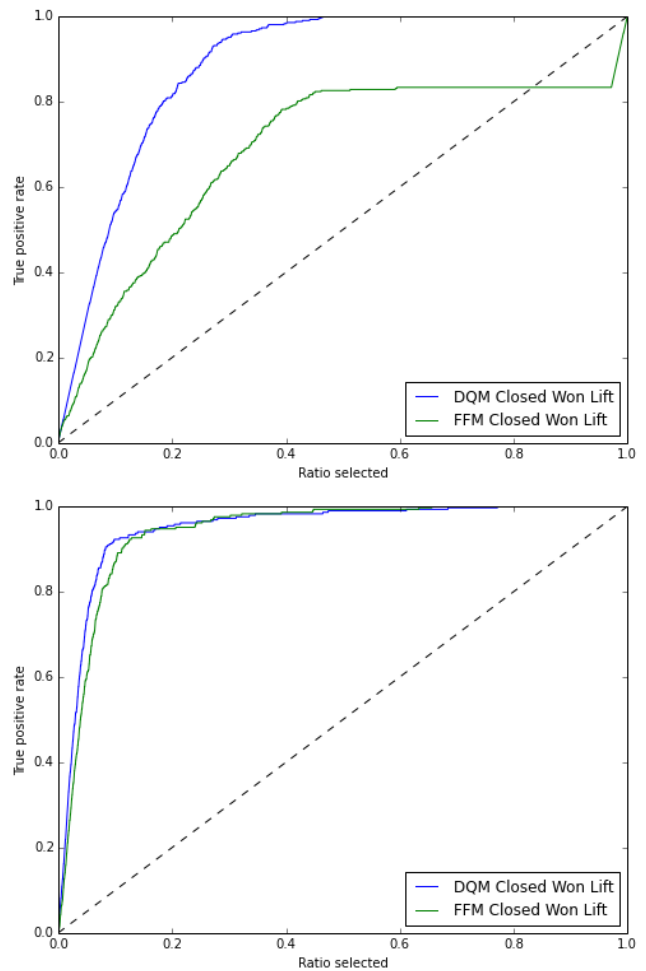 1.0
0.8
0.6
0.4
0.2
0.0
True positive rate
0.0 0.2 0.4 0.6 0.8 1.0
Ratio selected
DQM Closed Won Lift
FFM Closed Won Lift
1.0
0.8
0.6
0.4
0.2
0.0
True positive rate
0.0 0.2 0.4 0.6 0.8 1.0
Ratio selected
DQM Closed Won Lift
FFM Closed Won Lift